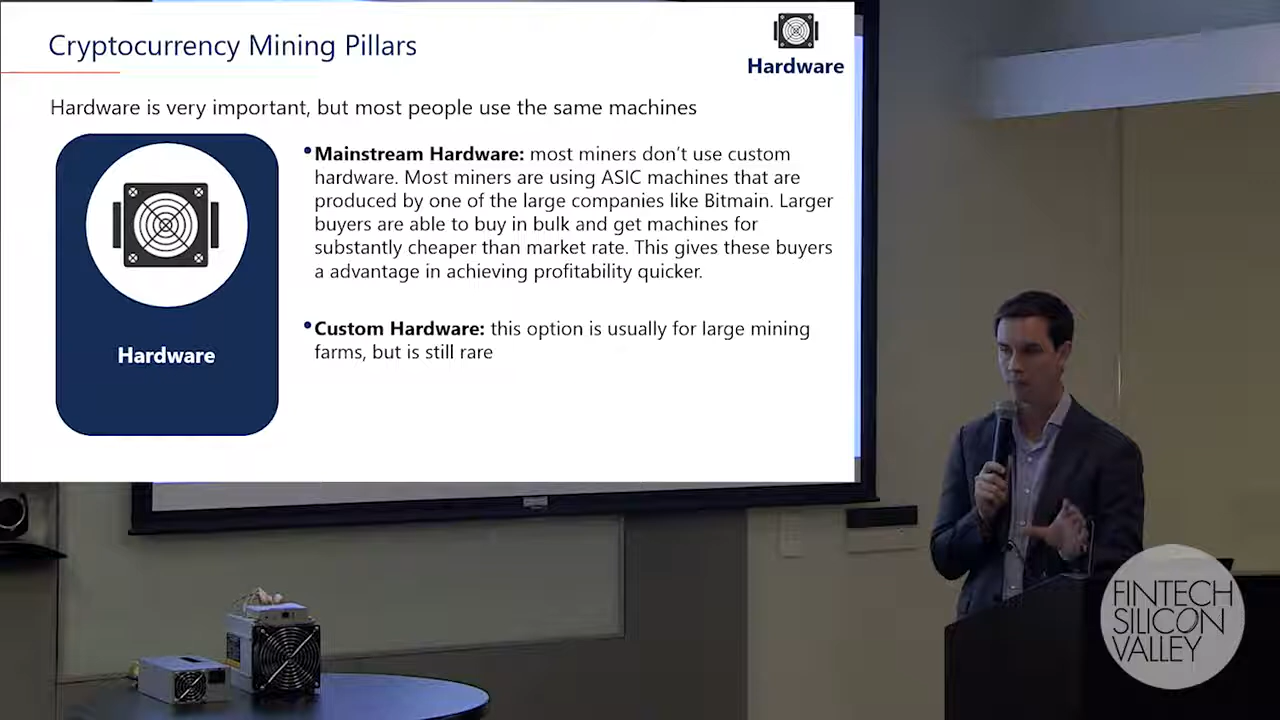 Cryptocurrency Mining Pillars
Hardware
Hardware is very important, but most people use the same machines
Hardware
•Mainstream Hardware: most miners don't use custom
hardware. Most miners are using ASIC machines that are
produced by one of the large companies like Bitmain. Larger
buyers are able to buy in bulk and get machines for
substantly cheaper than market rate. This gives these buyers
a advantage in achieving profitability quicker.
•Custom Hardware: this option is usually for large mining
farms, but is still rare
FINTECH
SILICON
VALLEY